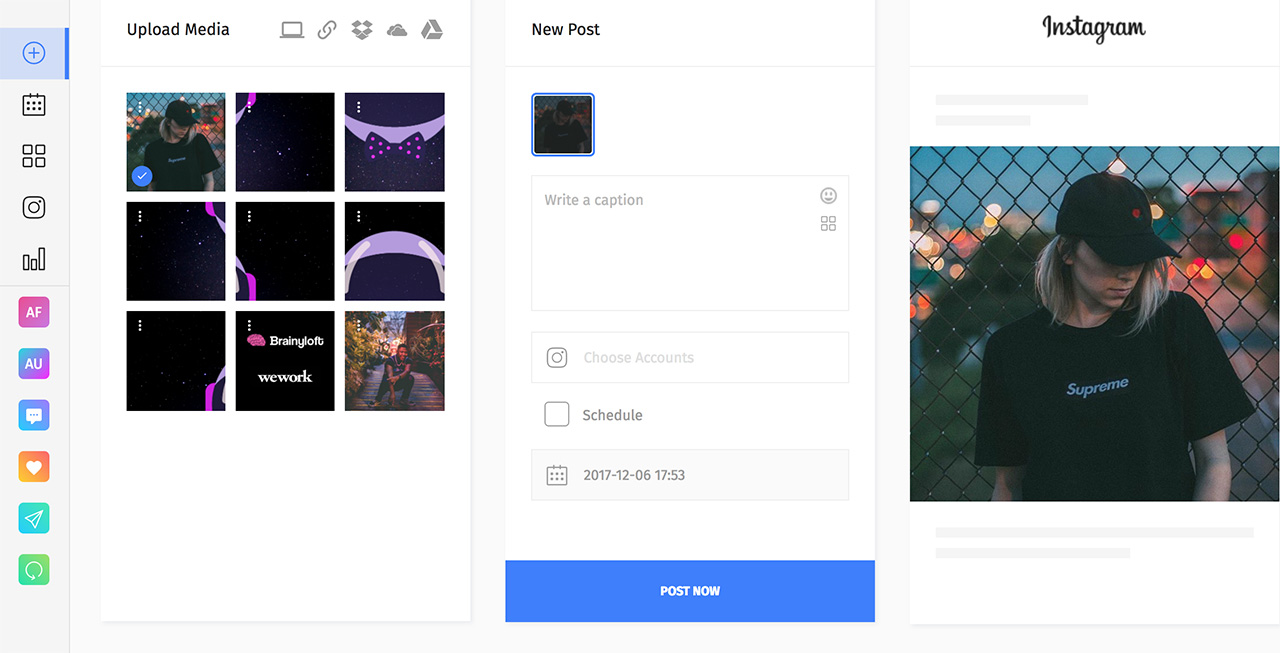 Upload Media
New Post
Instagram
Write a caption
Choose Accounts
Schedule
2017-12-06 17:53
POST NOW
AF
AU
Brainyloft
wework
Supreme
Supreme